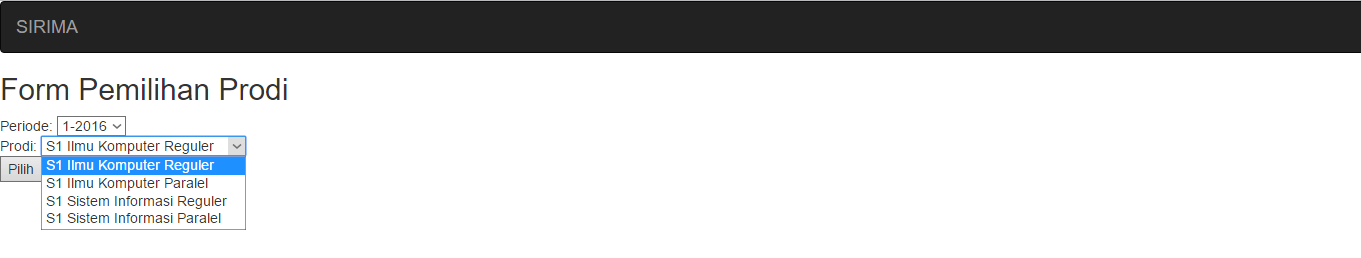 SIRIMA
Form Pemilihan Prodi
Periode: 1-2016
Prodi: S1 Ilmu Komputer Reguler
Pilih
S1 Ilmu Komputer Reguler
S1 Ilmu Komputer Paralel
S1 Sistem Informasi Reguler
S1 Sistem Informasi Paralel